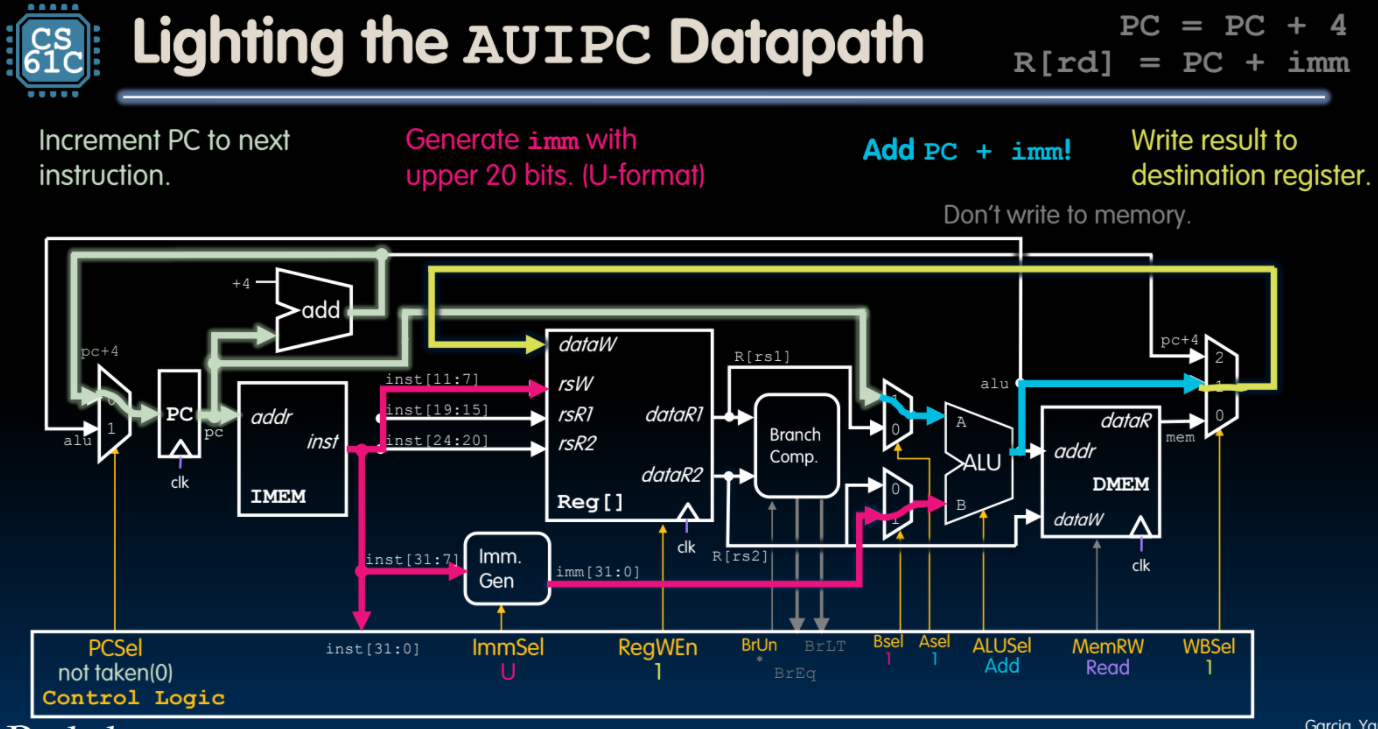 CS
61C
Lighting the AUIPC Datapath
PC = PC + 4
R[rd] = PC + imm
Increment PC to next
instruction.
Generate imm with
upper 20 bits. (U-format)
Add PC + imm!
Write result to
destination register.
Don't write to memory.
+4
add
pc+4
0
1
alu
PC
clk
pc
addr
inst
IMEM
inst[11:7]
inst[19:15]
inst[24:20]
inst[31:7]
inst[31:0]
dataW
rsW
rsR1
rsR2
dataR1
dataR2
Reg[]
clk
Imm.
Gen
imm[31:0]
R[rs1]
R[rs2]
Branch
Comp.
1
0
0
1
A
ALU
B
alu
addr
dataR
DMEM
dataW
clk
pc+4
mem
2
1
0
PCSel
not taken(0)
Control Logic
ImmSel
U
RegWEn
1
BrUn
*
BrEq
BrLT
Bsel
1
Asel
1
ALUSel
Add
MemRW
Read
WBSel
1